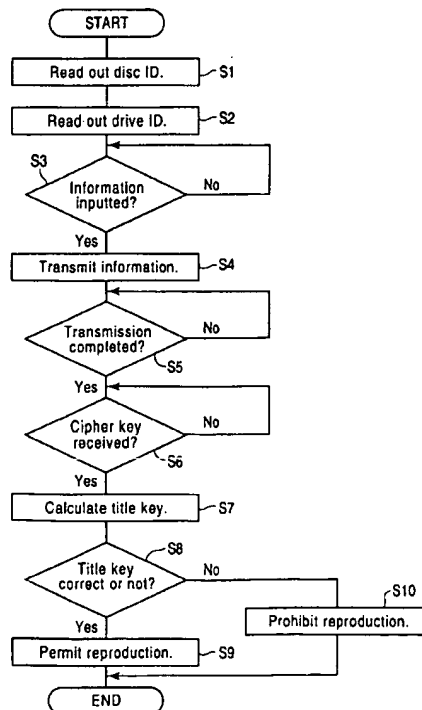 START
Read out disc ID.
S1
Read out drive ID.
S2
S3
Information
inputted?
No
Yes
Transmit information.
S4
Transmission
completed?
No
S5
Yes
Cipher key
received?
No
S6
Yes
Calculate title key.
S7
S8
Title key
correct or not?
No
S10
Prohibit reproduction.
Yes
Permit reproduction.
S9
END